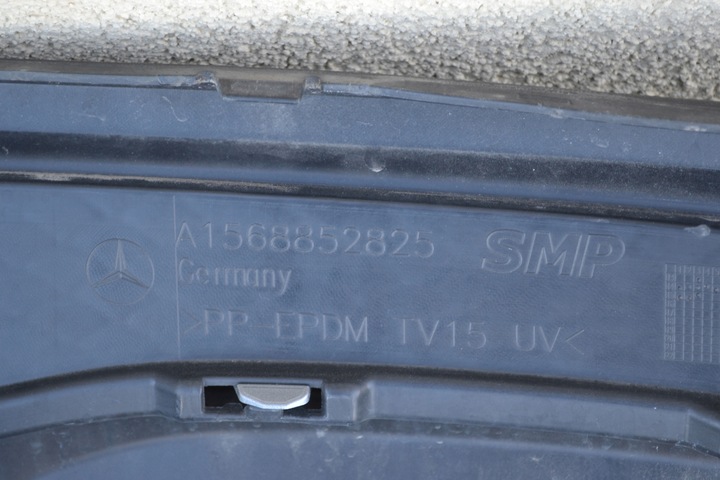 A1568852825
SMP
Germany
>PP-EPDM TV15 UV<